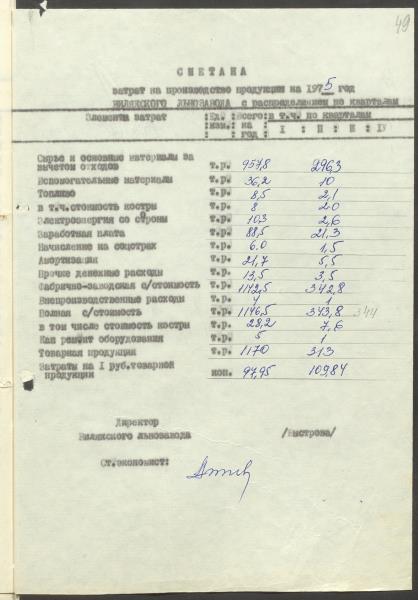 49
СМЕТАНА
затрат на производство продукции на 1975 год
ВИЛЯКСКОГО ЛЬНОЗАВОДА с распределением по кварталам
Элементы затрат :Ед. :Всего:в т.ч. по кварталам
:изм.:на год: I : П : Ш : IУ
Сырье и основные материалы за вычетом отходов т.р. 957,8 296,3
Вспомогательные материалы т.р. 36,2 10
Топливо т.р. 8,5 2,1
в т.ч.стоимость костры т.р. 8 2,0
Электроэнергия со стороны т.р. 10,3 2,6
Заработная плата т.р. 88,5 21,3
Начисление на соцстрах т.р. 6,0 1,5
Амортизация т.р. 21,7 5,5
Прочие денежные расходы т.р. 13,5 3,5
Фабрично-заводская с/стоимость т.р. 1142,5 342,8
Внепроизводственные расходы т.р. 4 1
Полная с/стоимость т.р. 1146,5 343,8 344
в том числе стоимость костры т.р. 28,2 7,6
Кап ремонт оборудования т.р. 5 1
Товарная продукция т.р. 1170 313
Затраты на I руб.товарной продукции коп. 97,95 109,84
Директор
Вилякского льнозавода /Быстрова/
Ст.экономист: